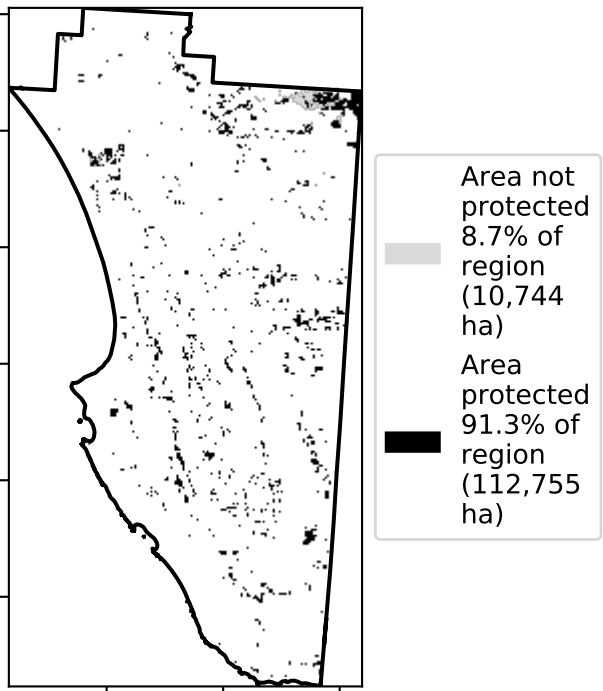 Area not
protected
8.7% of
region
(10,744
ha)
Area
protected
91.3% of
region
(112,755
ha)